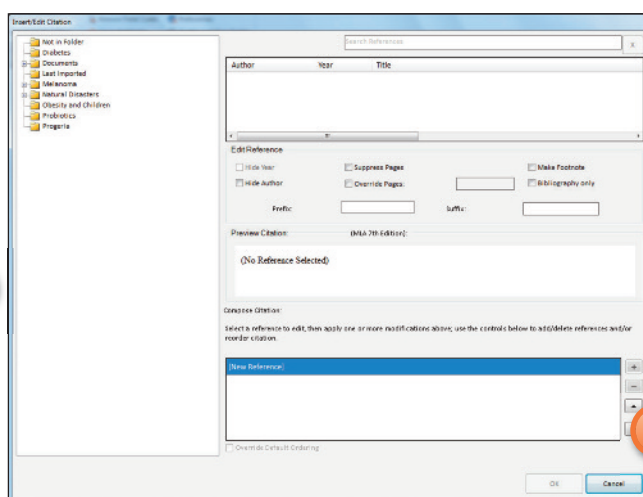 Insert/Edit Citation
Not in Folder
Diabetes
Documents
Last Imported
Melanoma
Natural Disasters
Obesity and Children
Probiotics
Progeria
Search References
x
Author Year Title
Edit Reference
Hide Year Suppress Pages Make Footnote
Hide Author Override Pages: Bibliography only
Prefix: Suffix:
Preview Citation: (MLA 7th Edition):
(No Reference Selected)
Compose Citation:
Select a reference to edit, then apply one or more modifications above; use the controls below to add/delete references and/or
reorder citation.
[New Reference]
+
-
Override Default Ordering
OK Cancel